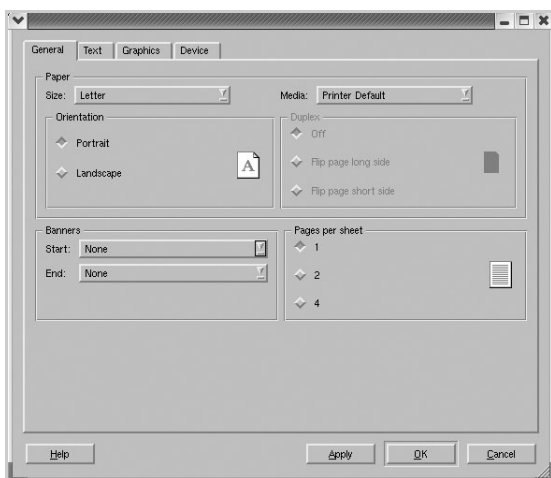 General Text Graphics Device
Paper
Size: Letter Media: Printer Default
Orientation
Portrait
Landscape
A
Duplex
Off
Flip page long side
Flip page short side
Banners
Start: None
End: None
Pages per sheet
1
2
4
Help Apply OK Cancel